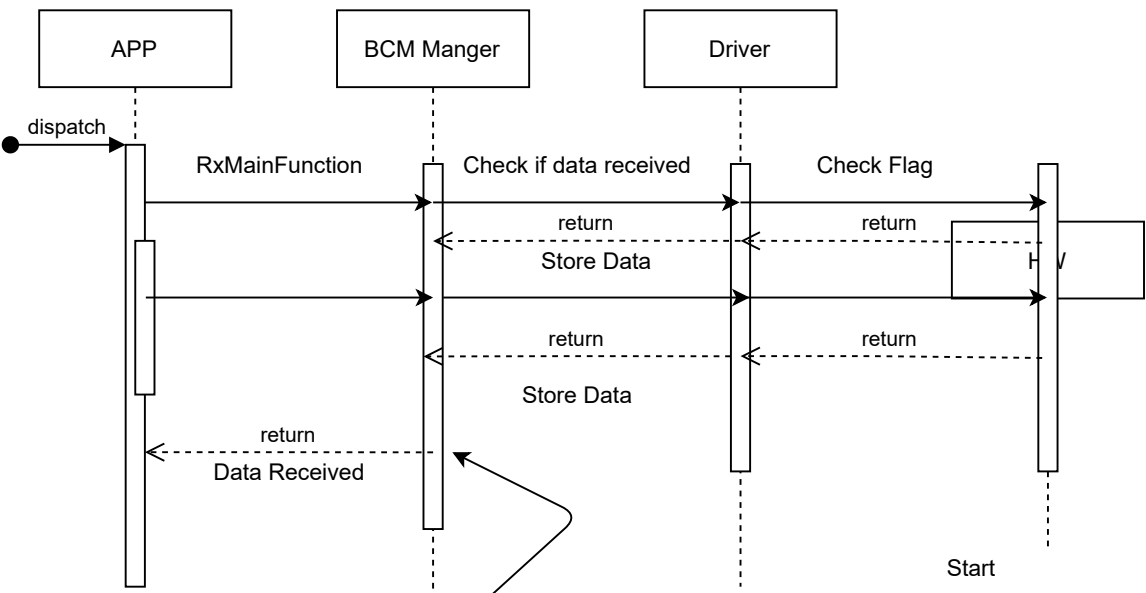 APP
BCM Manger
Driver
dispatch
RxMainFunction
Check if data received
Check Flag
return
return
Store Data
return
return
Store Data
return
Data Received
Start